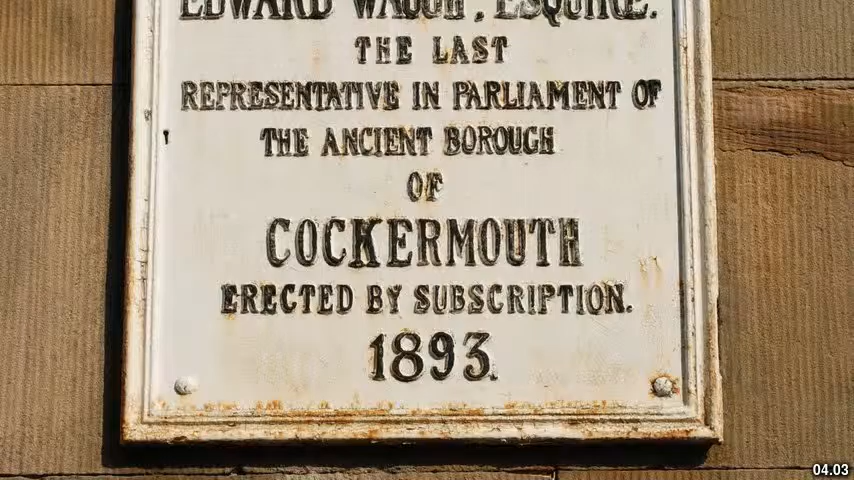 EDWARD WAUGH, ESQUIRE.
THE LAST
REPRESENTATIVE IN PARLIAMENT OF
THE ANCIENT BOROUGH
OF
COCKERMOUTH
ERECTED BY SUBSCRIPTION.
1893.
04.03